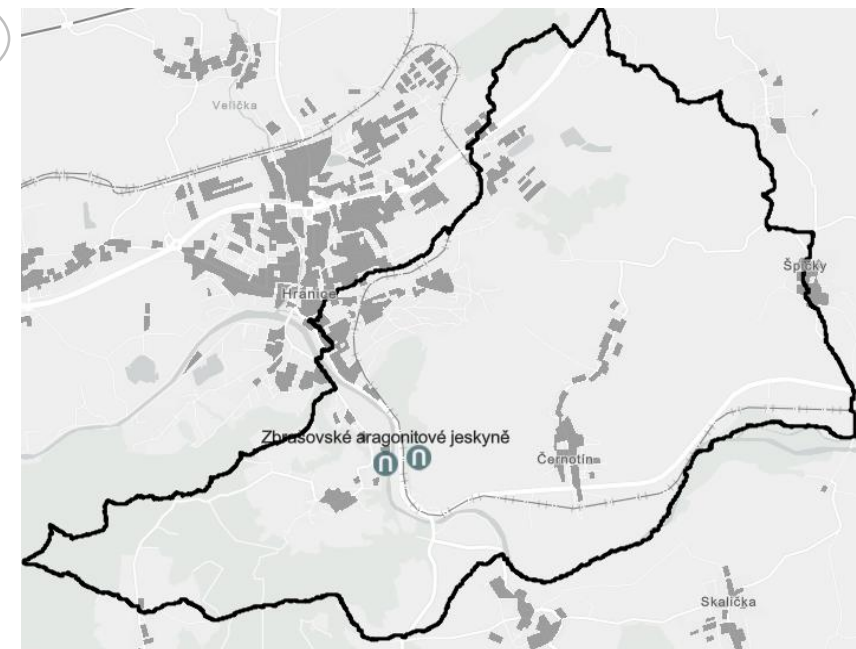 Velička
Špičky
Hranice
Zbrašovské aragonitové jeskyně
Černotín
Skalička